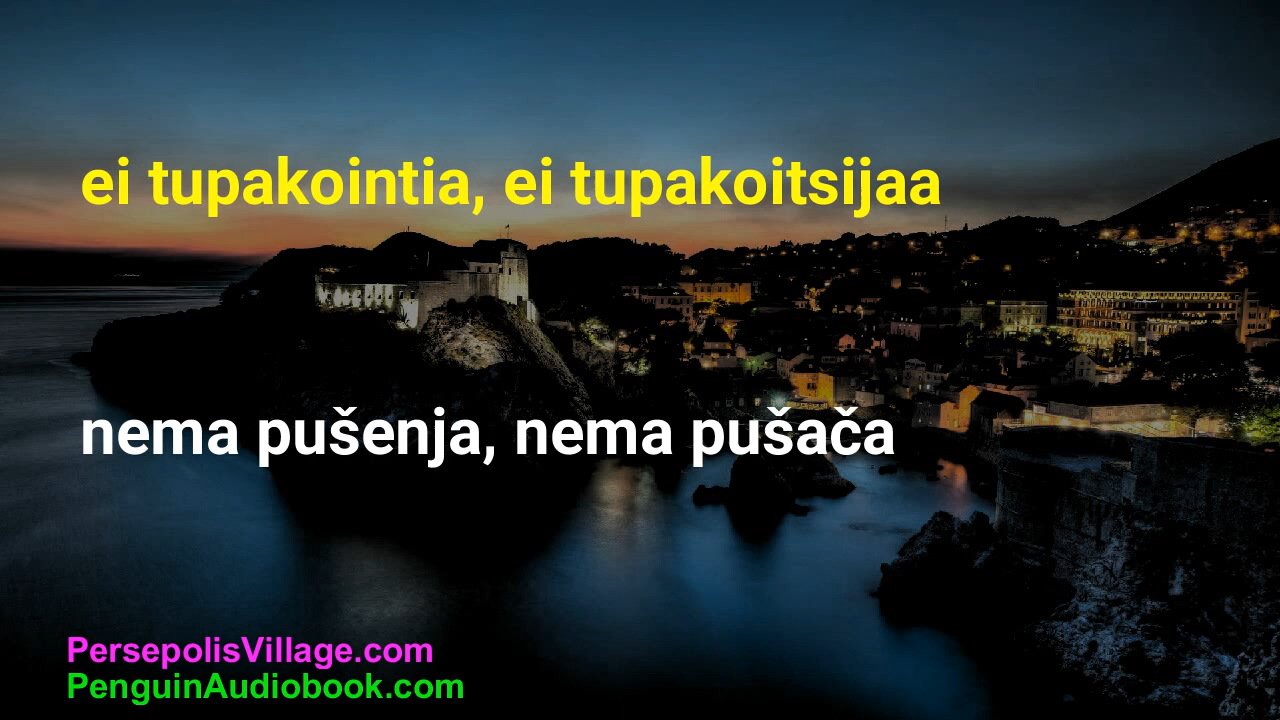 ei tupakointia, ei tupakoitsijaa
nema pušenja, nema pušača
PersepolisVillage.com
PenguinAudiobook.com